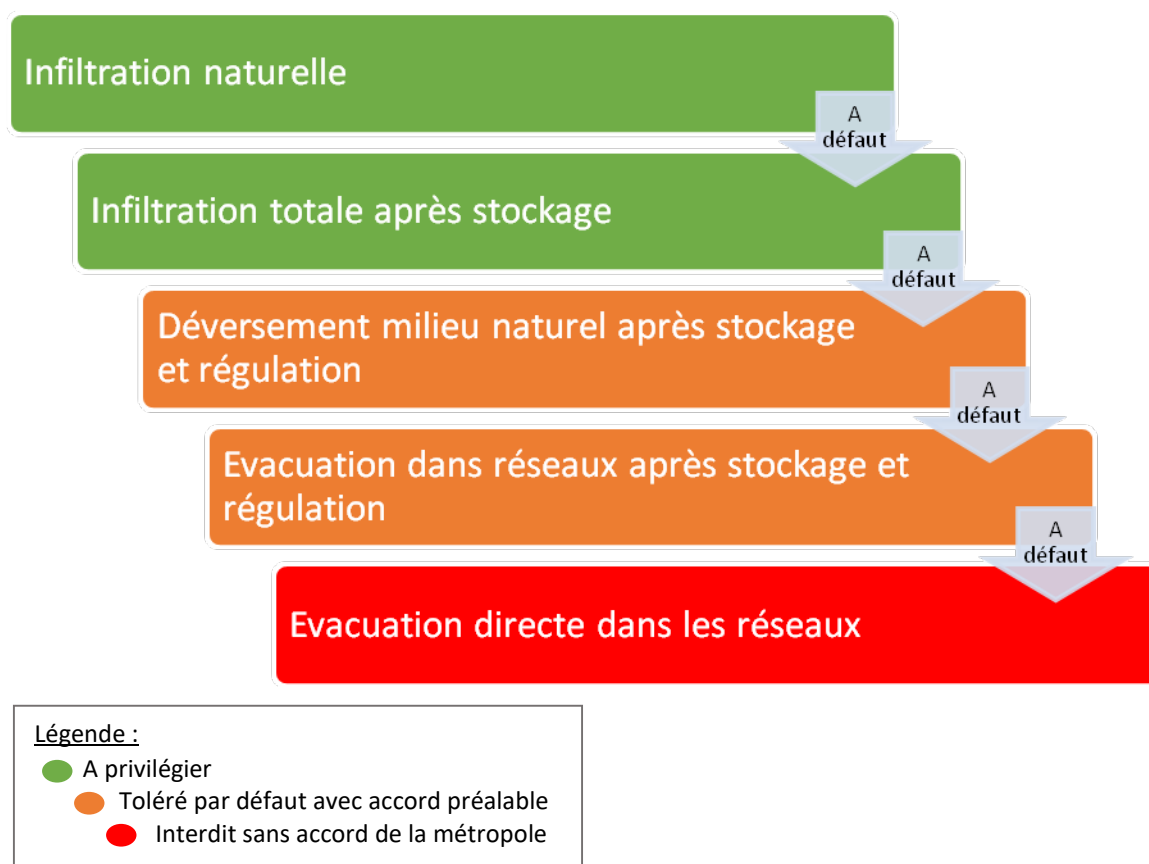 Infiltration naturelle
A
défaut
Infiltration totale après stockage
A
défaut
Déversement milieu naturel après stockage
et régulation
A
défaut
Evacuation dans réseaux après stockage et
régulation
A
défaut
Evacuation directe dans les réseaux
Légende :
A privilégier
Toléré par défaut avec accord préalable
Interdit sans accord de la métropole